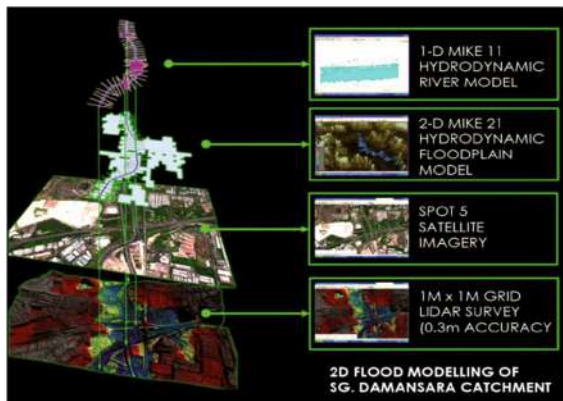 1-D MIKE 11
HYDRODYNAMIC
RIVER MODEL
2-D MIKE 21
HYDRODYNAMIC
FLOODPLAIN
MODEL
SPOT 5
SATELLITE
IMAGERY
1M x 1M GRID
LIDAR SURVEY
(0.3m ACCURACY
2D FLOOD MODELLING OF
SG. DAMANSARA CATCHMENT